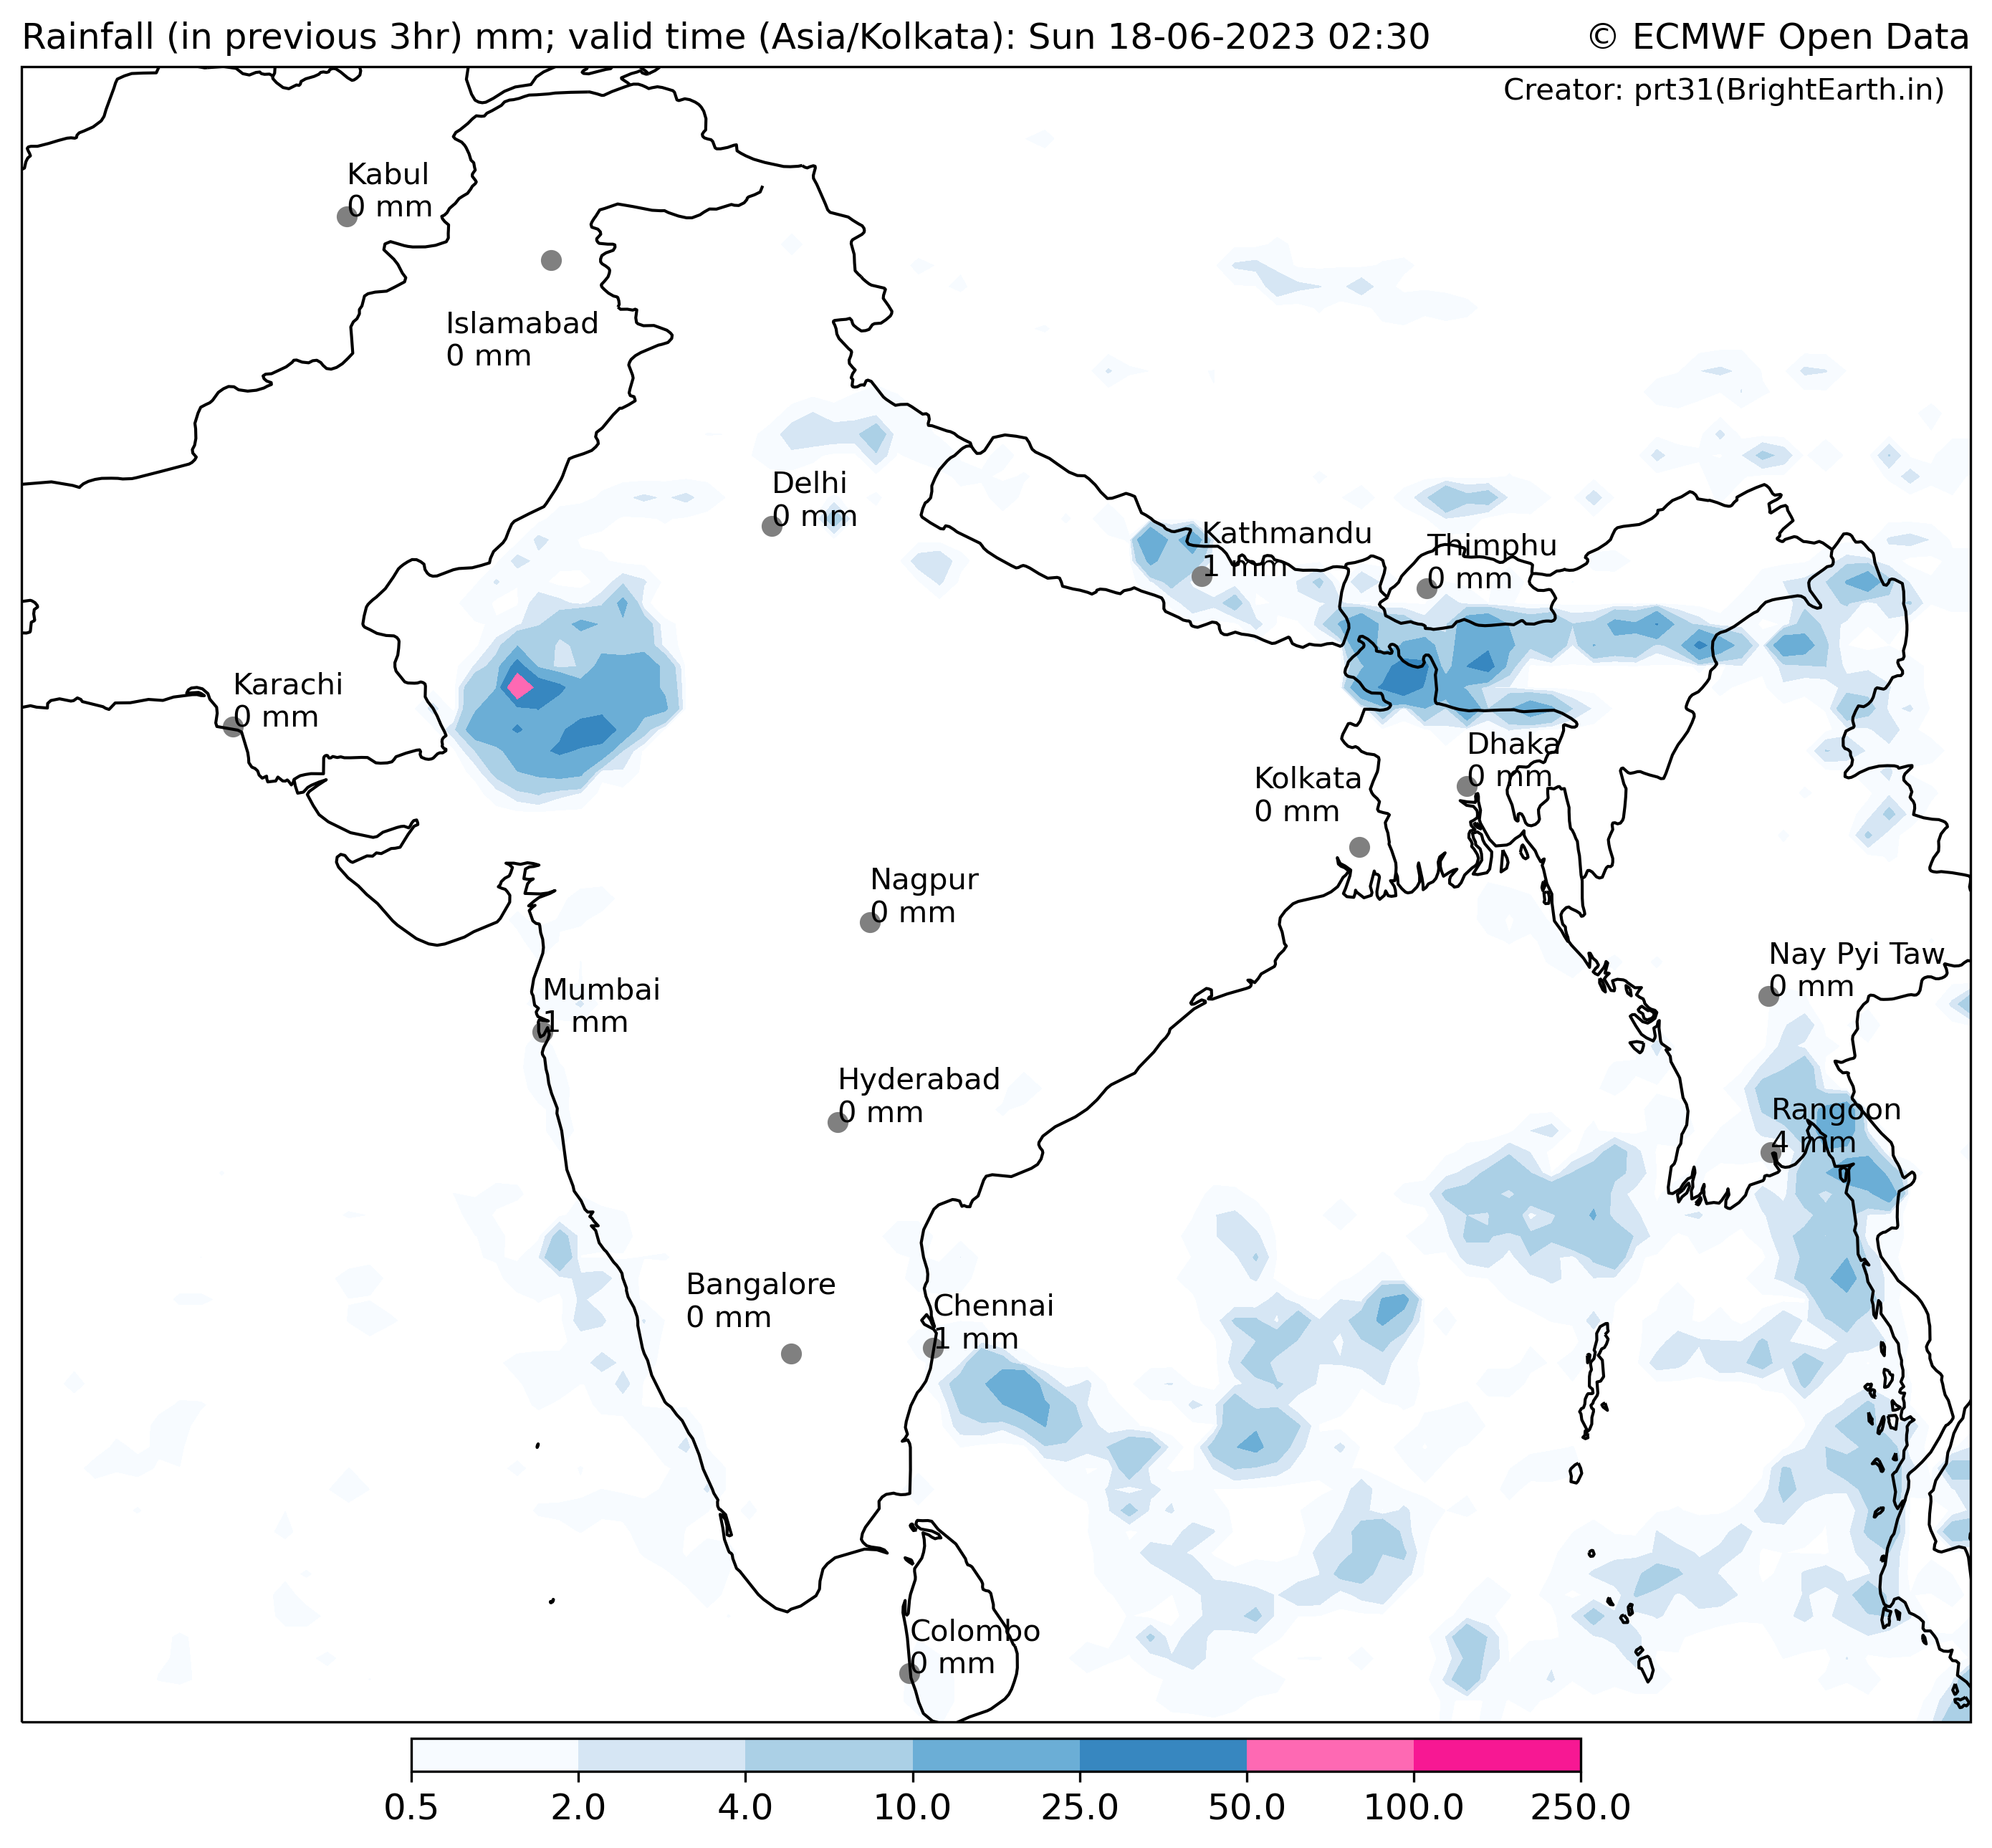 Rainfall (in previous 3hr) mm; valid time (Asia/Kolkata): Sun 18-06-2023 02:30
© ECMWF Open Data
Creator: prt31(BrightEarth.in)
Kabul
0 mm
Islamabad
0 mm
Delhi
0 mm
Kathmandu
1 mm
Thimphu
0 mm
Karachi
0 mm
Dhaka
0 mm
Kolkata
0 mm
Nagpur
0 mm
Nay Pyi Taw
0 mm
Mumbai
1 mm
Hyderabad
0 mm
Rangoon
4 mm
Bangalore
0 mm
Chennai
1 mm
Colombo
0 mm
0.5 2.0 4.0 10.0 25.0 50.0 100.0 250.0